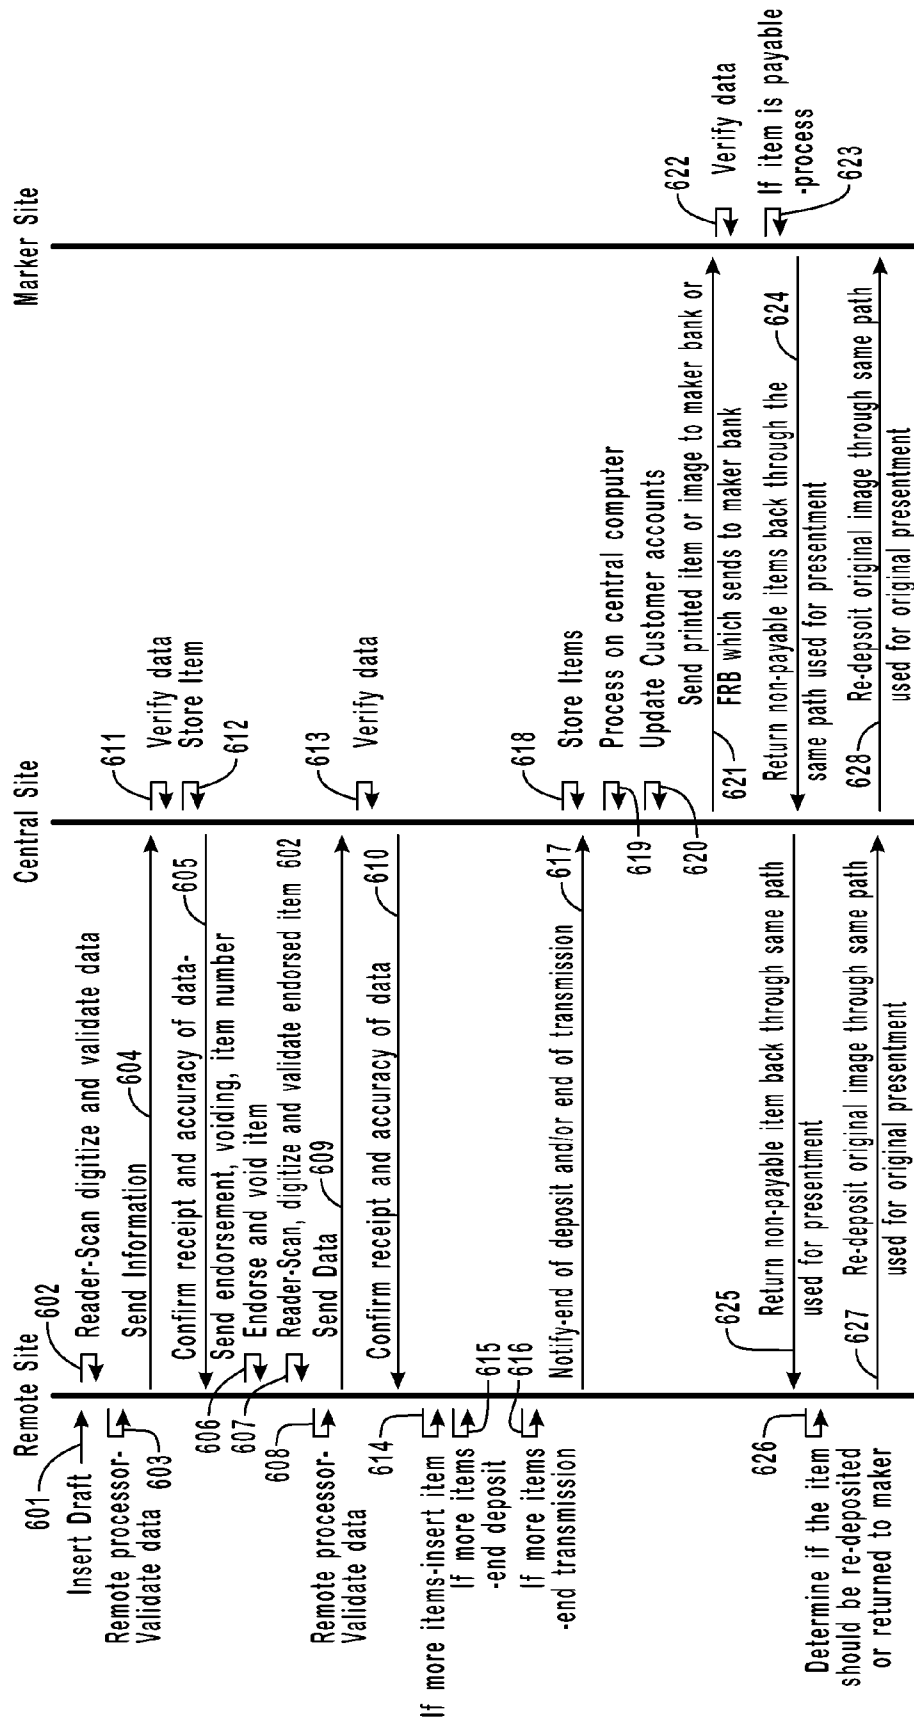 Remote Site
Central Site
Marker Site
601
Insert Draft
602
Reader-Scan digitize and validate data
Remote processor-
Validate data
603
Send Information
604
611
Verify data
Store Item
612
Confirm receipt and accuracy of data-
605
Send endorsement, voiding, item number
606
Endorse and void item
607
Reader-Scan, digitize and validate endorsed item 602
608
Remote processor-
Validate data
Send Data
609
613
Verify data
Confirm receipt and accuracy of data
610
614
If more items-insert item
If more items
-end deposit
615
616
If more items
-end transmission
Notify-end of deposit and/or end of transmission
617
618
Store Items
Process on central computer
619
Update Customer accounts
620
Send printed item or image to maker bank or
FRB which sends to maker bank
621
622
Verify data
If item is payable
-process
623
Return non-payable items back through the
same path used for presentment
624
625
Return non-payable item back through same path
used for presentment
626
Determine if the item
should be re-deposited
or returned to maker
627
Re-deposit original image through same path
used for original presentment
628
Re-depsoit original image through same path
used for original presentment